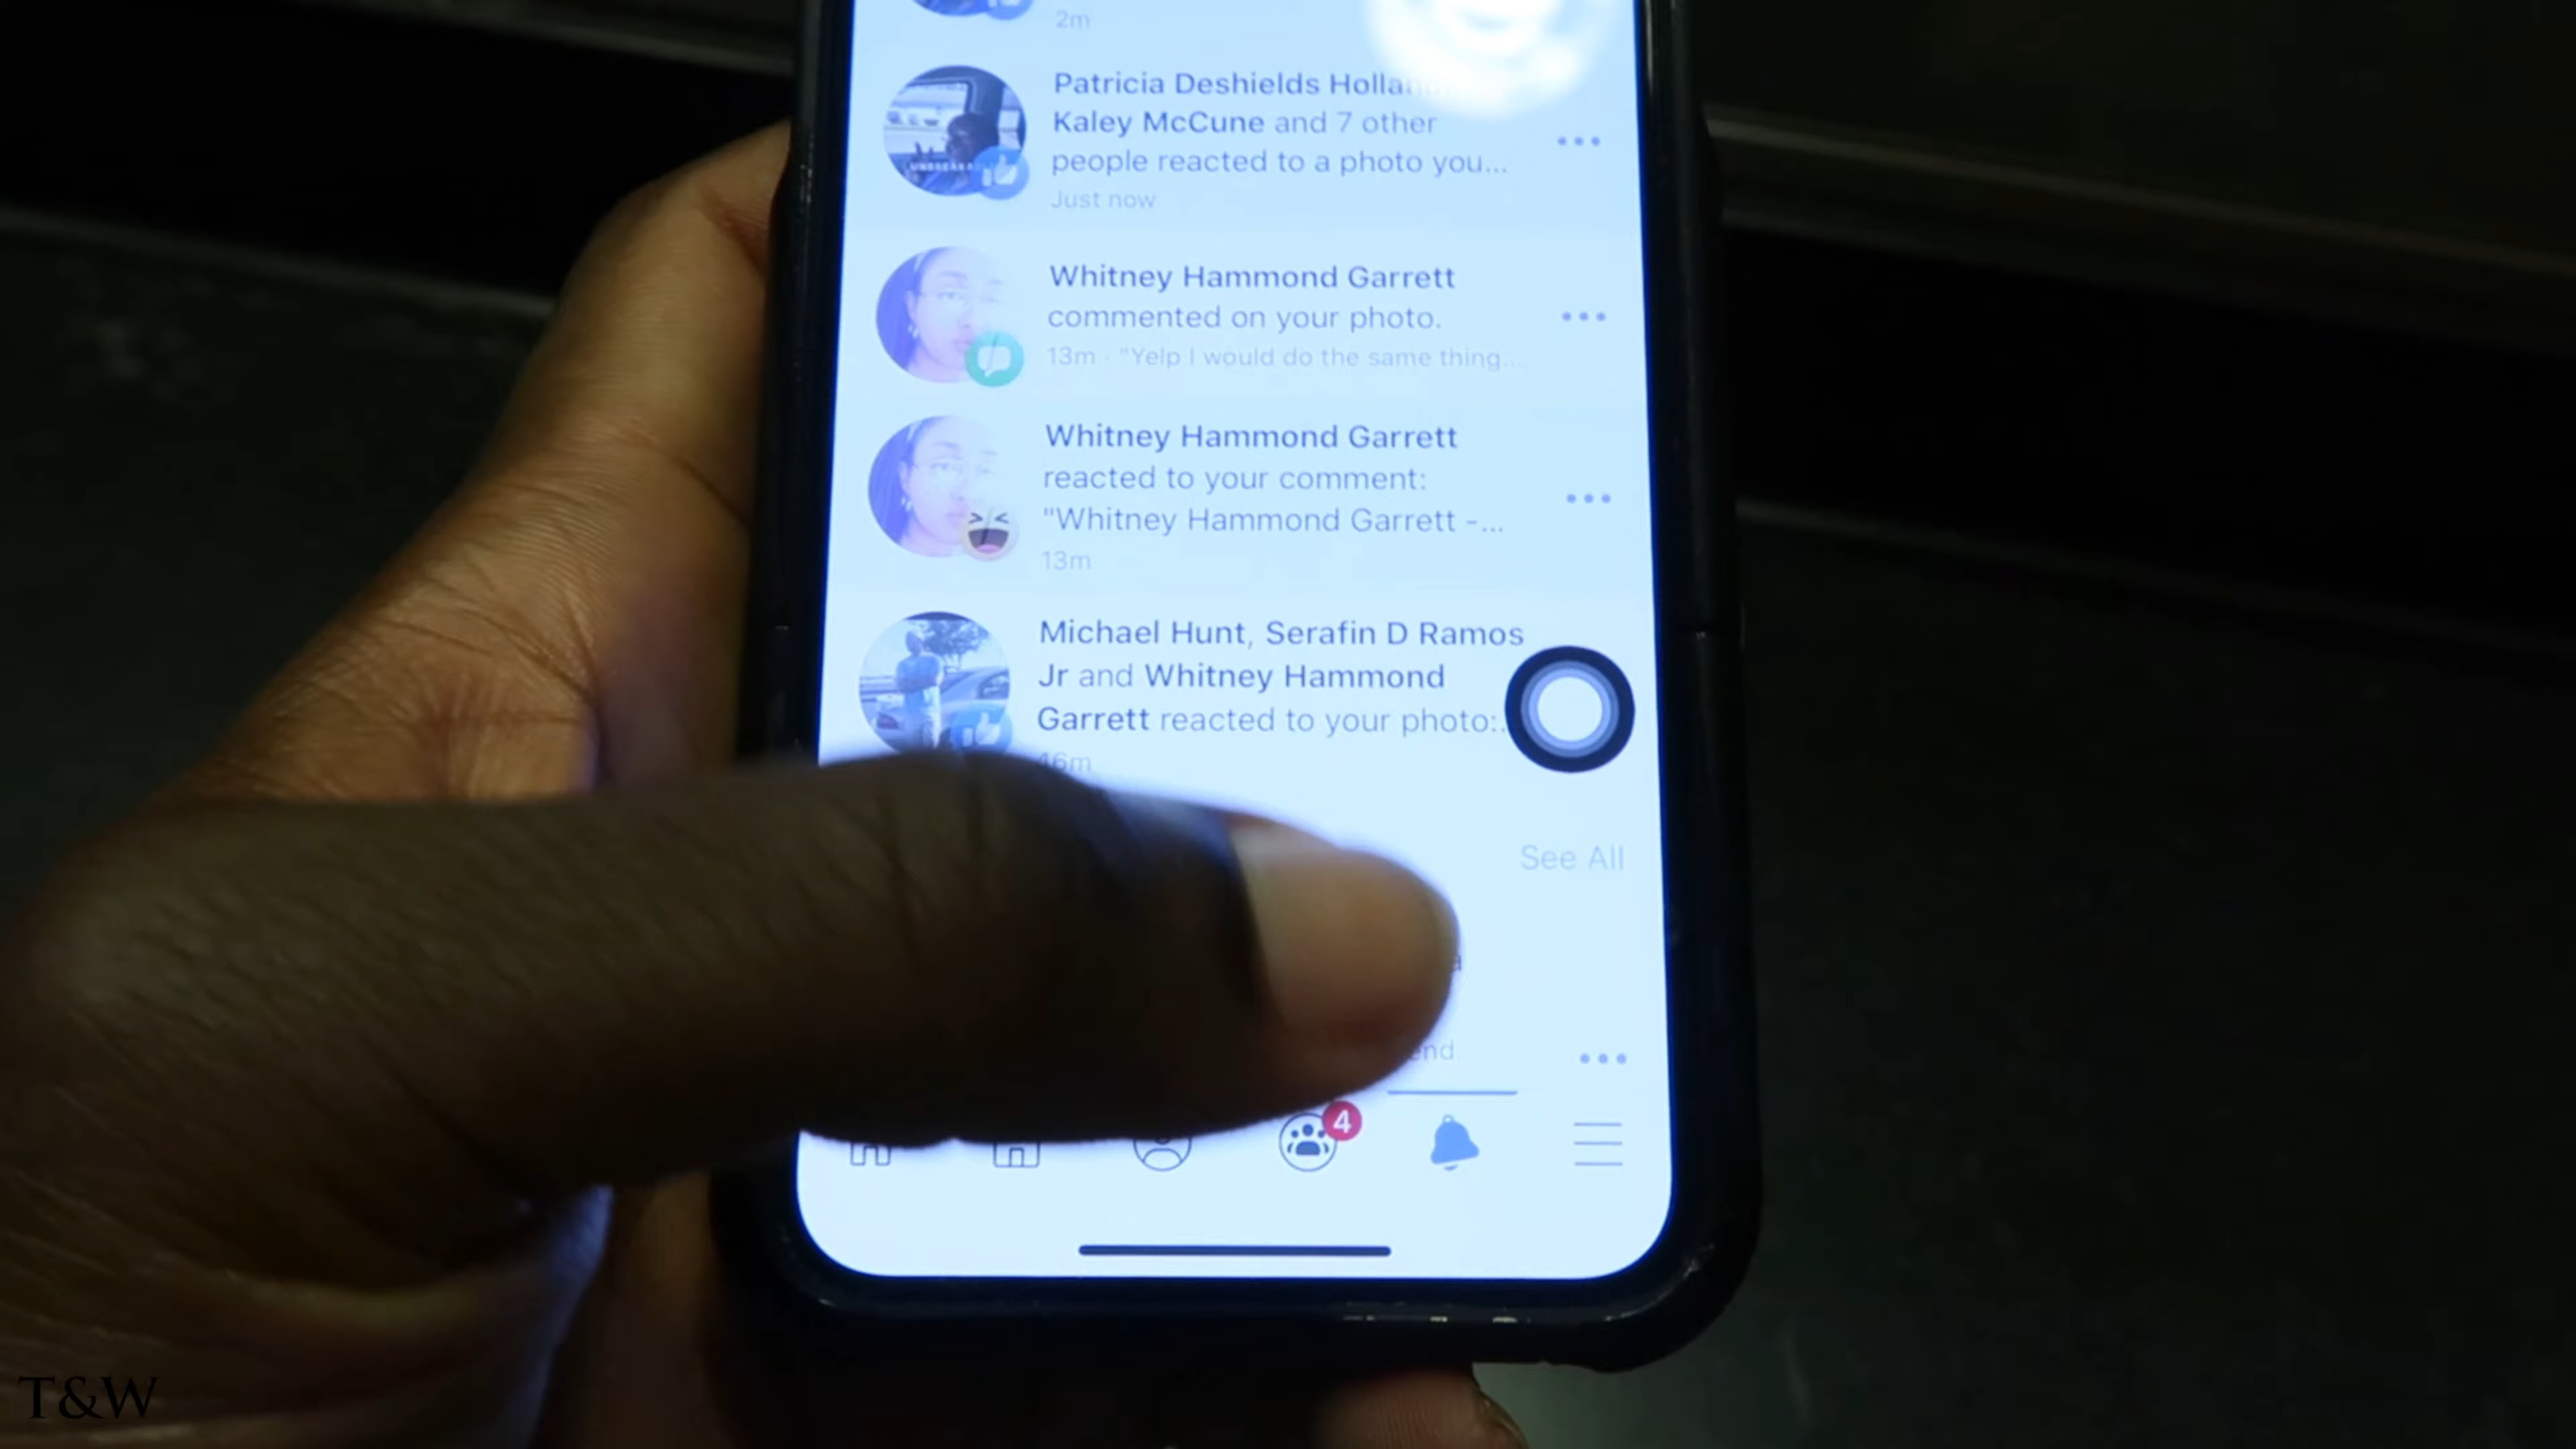 2m
Patricia Deshields
Kaley McCune and 7 other
people reacted to a photo you...
Just now
Whitney Hammond Garrett
commented on your photo.
13m · "Yelp I would do the same thing...
Whitney Hammond Garrett
reacted to your comment:
"Whitney Hammond Garrett -...
13m
Michael Hunt, Serafin D Ramos
Jr and Whitney Hammond
Garrett reacted to your photo:
16m
See All
4
T&W